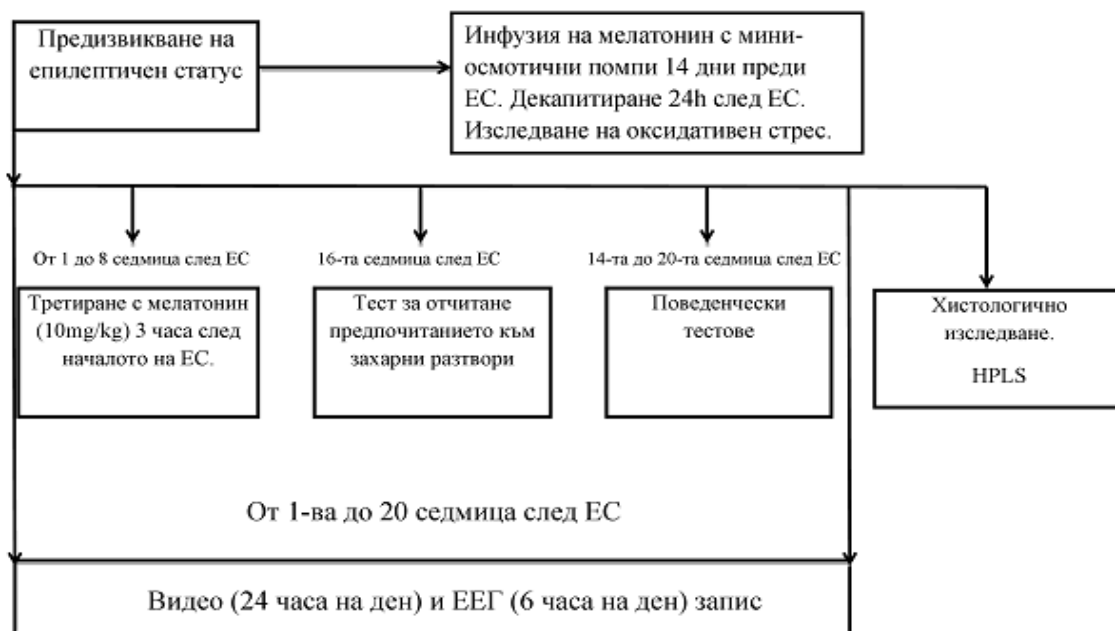 Предизвикване на
епилептичен статус
Инфузия на мелатонин с мини-
осмотични помпи 14 дни преди
ЕС. Декапитиране 24h след ЕС.
Изследване на оксидативен стрес.
От 1 до 8 седмица след ЕС
Третиране с мелатонин
(10mg/kg) 3 часа след
началото на ЕС.
16-та седмица след ЕС
Тест за отчитане
предпочитанието към
захарни разтвори
14-та до 20-та седмица след ЕС
Поведенчески
тестове
Хистологично
изследване.
HPLS
От 1-ва до 20 седмица след ЕС
Видео (24 часа на ден) и ЕЕГ (6 часа на ден) запис